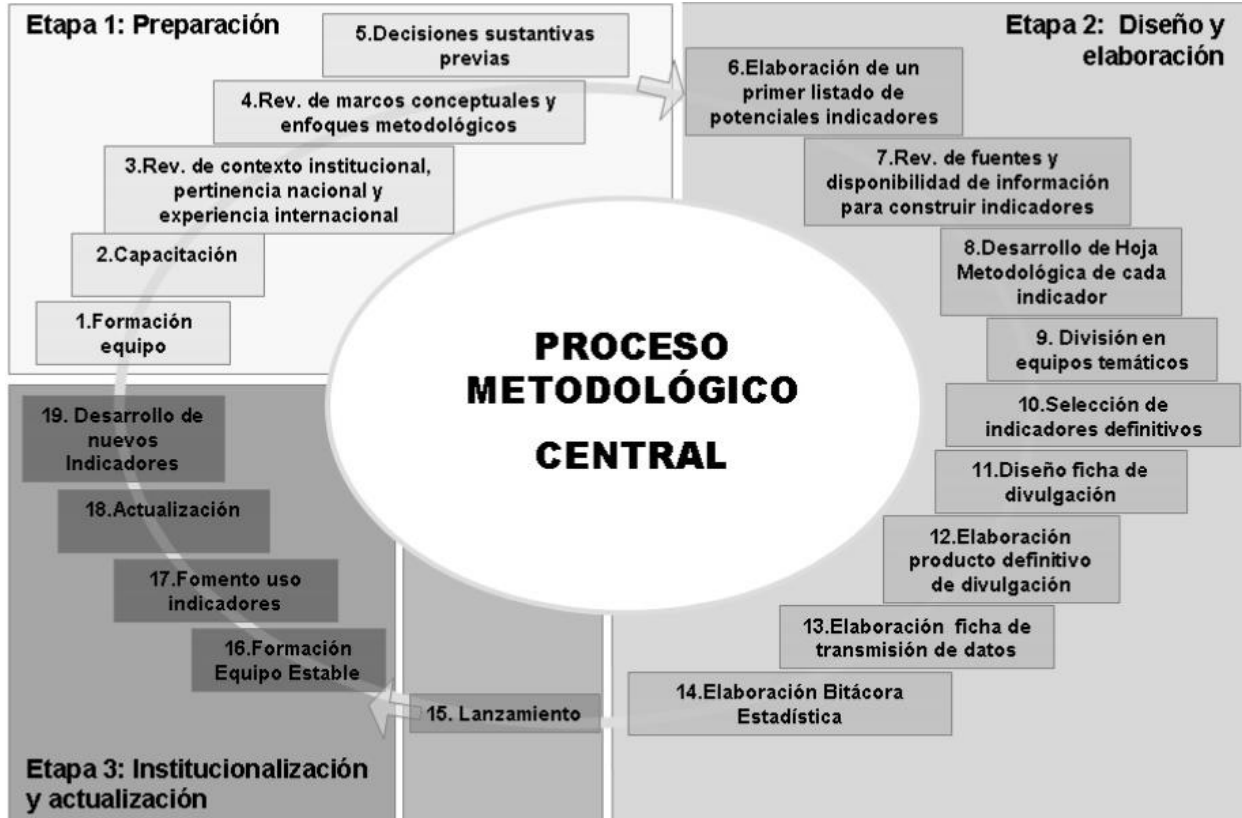 Etapa 1: Preparación
5.Decisiones sustantivas
previas
4.Rev. de marcos conceptuales y
enfoques metodológicos
3.Rev. de contexto institucional,
pertinencia nacional y
experiencia internacional
2.Capacitación
1.Formación
equipo
Etapa 2: Diseño y
elaboración
6.Elaboración de un
primer listado de
potenciales indicadores
7.Rev. de fuentes y
disponibilidad de información
para construir indicadores
8.Desarrollo de Hoja
Metodológica de cada
indicador
9. División en
equipos temáticos
10.Selección de
indicadores definitivos
11.Diseño ficha de
divulgación
12.Elaboración
producto definitivo
de divulgación
13.Elaboración ficha de
transmisión de datos
14.Elaboración Bitácora
Estadística
PROCESO
METODOLÓGICO
CENTRAL
15. Lanzamiento
16.Formación
Equipo Estable
17.Fomento uso
indicadores
18.Actualización
19. Desarrollo de
nuevos
Indicadores
Etapa 3: Institucionalización
y actualización